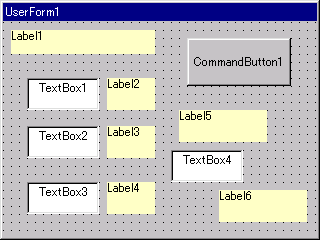 UserForm1
Label1
CommandButton1
TextBox1
Label2
Label5
TextBox2
Label3
TextBox4
TextBox3
Label4
Label6